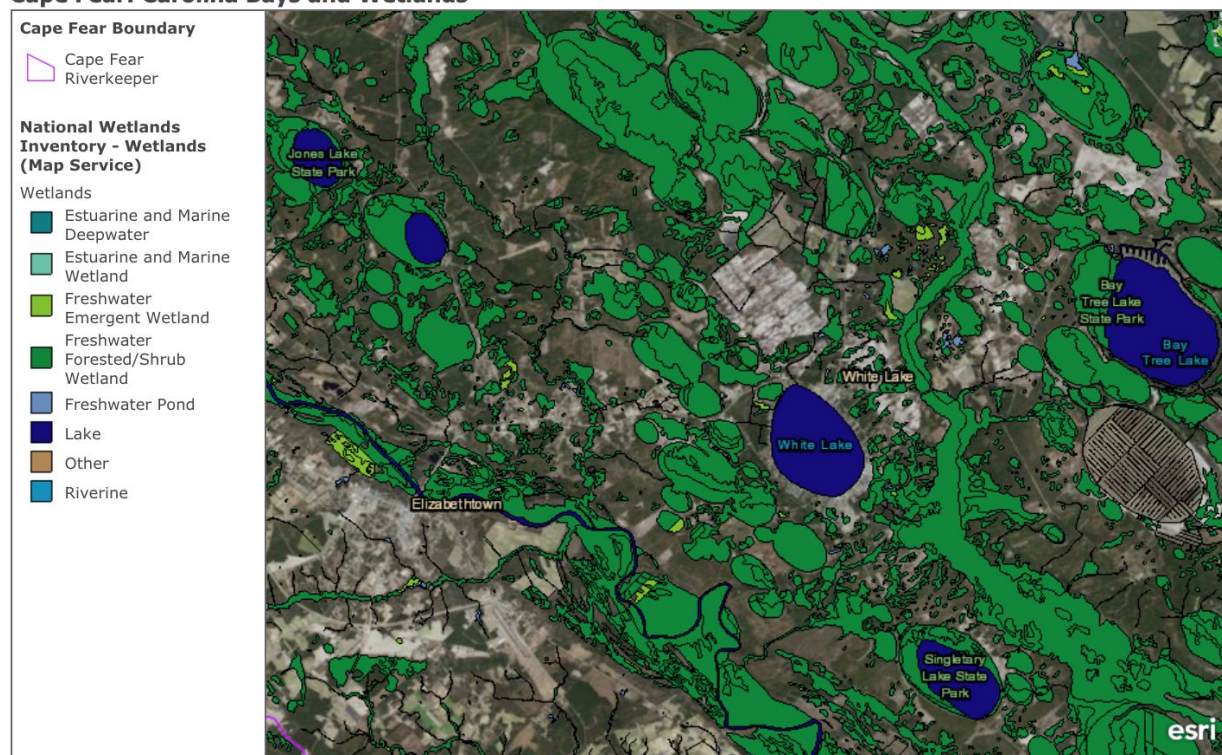 Cape Fear: Carolina Bays and Wetlands
Cape Fear Boundary
Cape Fear
Riverkeeper
National Wetlands
Inventory - Wetlands
(Map Service)
Wetlands
Estuarine and Marine
Deepwater
Estuarine and Marine
Wetland
Freshwater
Emergent Wetland
Freshwater
Forested/Shrub
Wetland
Freshwater Pond
Lake
Other
Riverine
Jones Lake
State Park
Bay
Tree Lake
State Park
Bay
Tree Lake
White Lake
White Lake
Elizabethtown
Singletary
Lake State
Park
esri